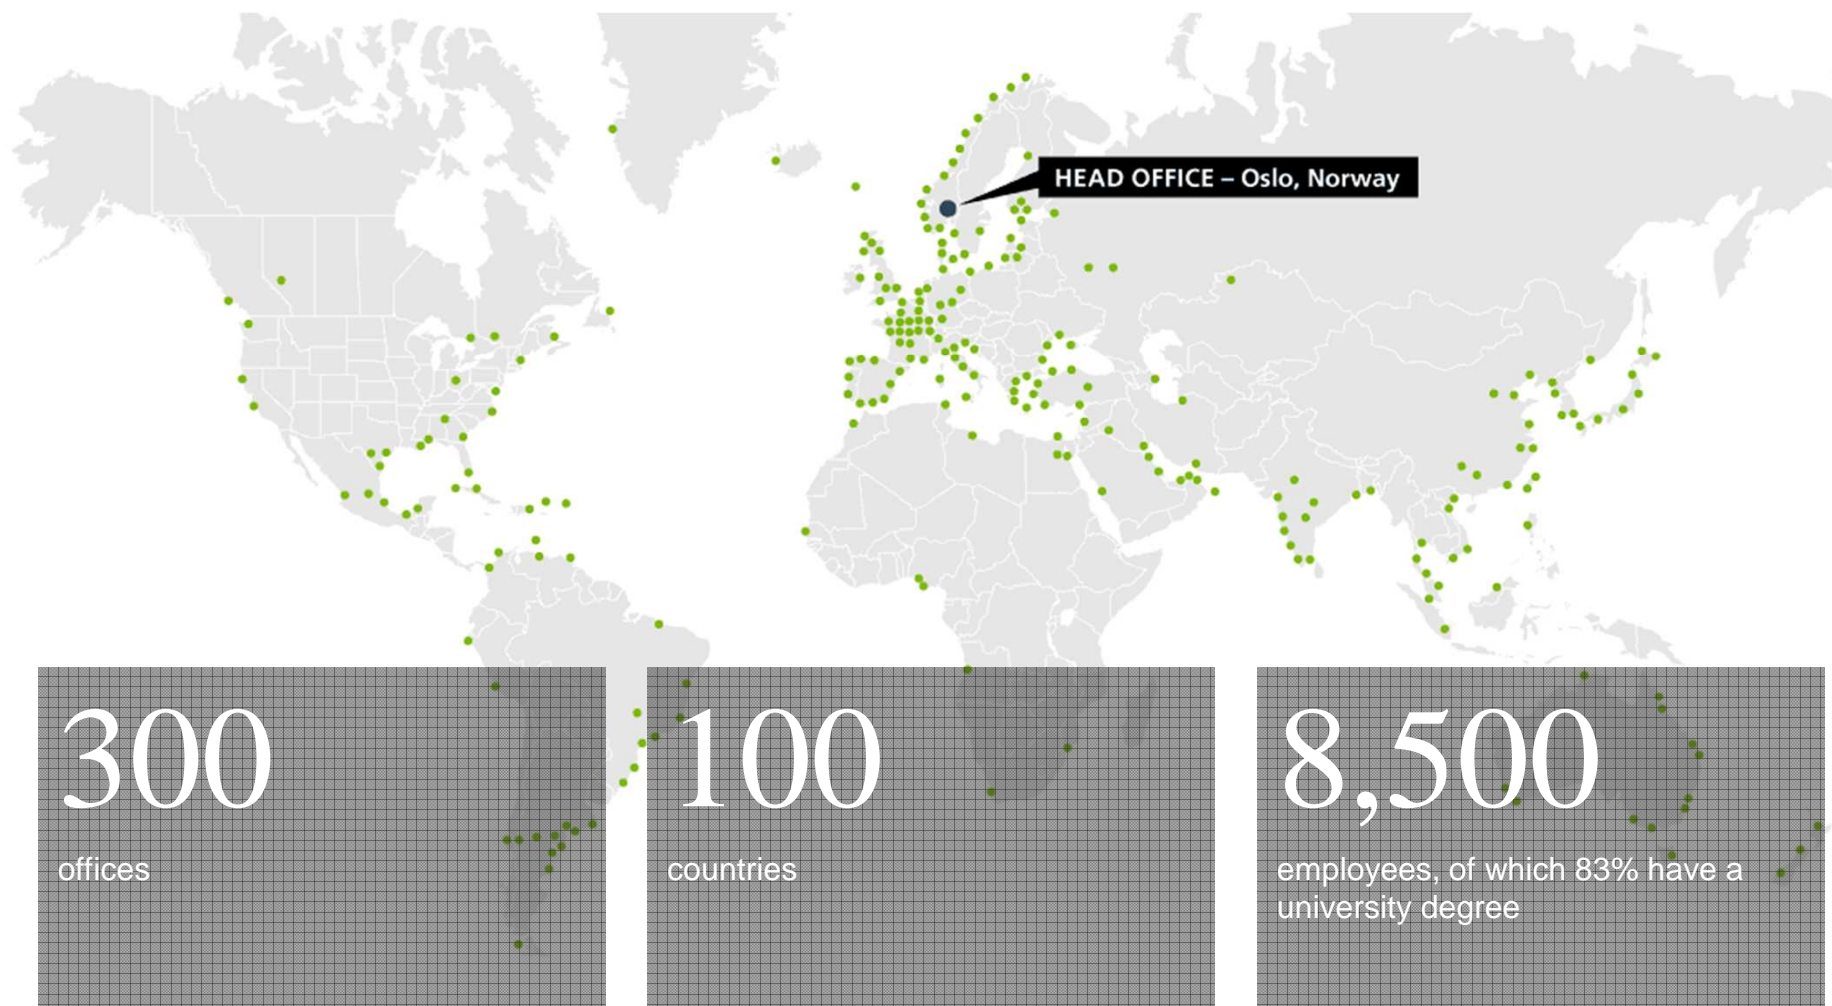 HEAD OFFICE – Oslo, Norway
300
offices
100
countries
8,500
employees, of which 83% have a
university degree